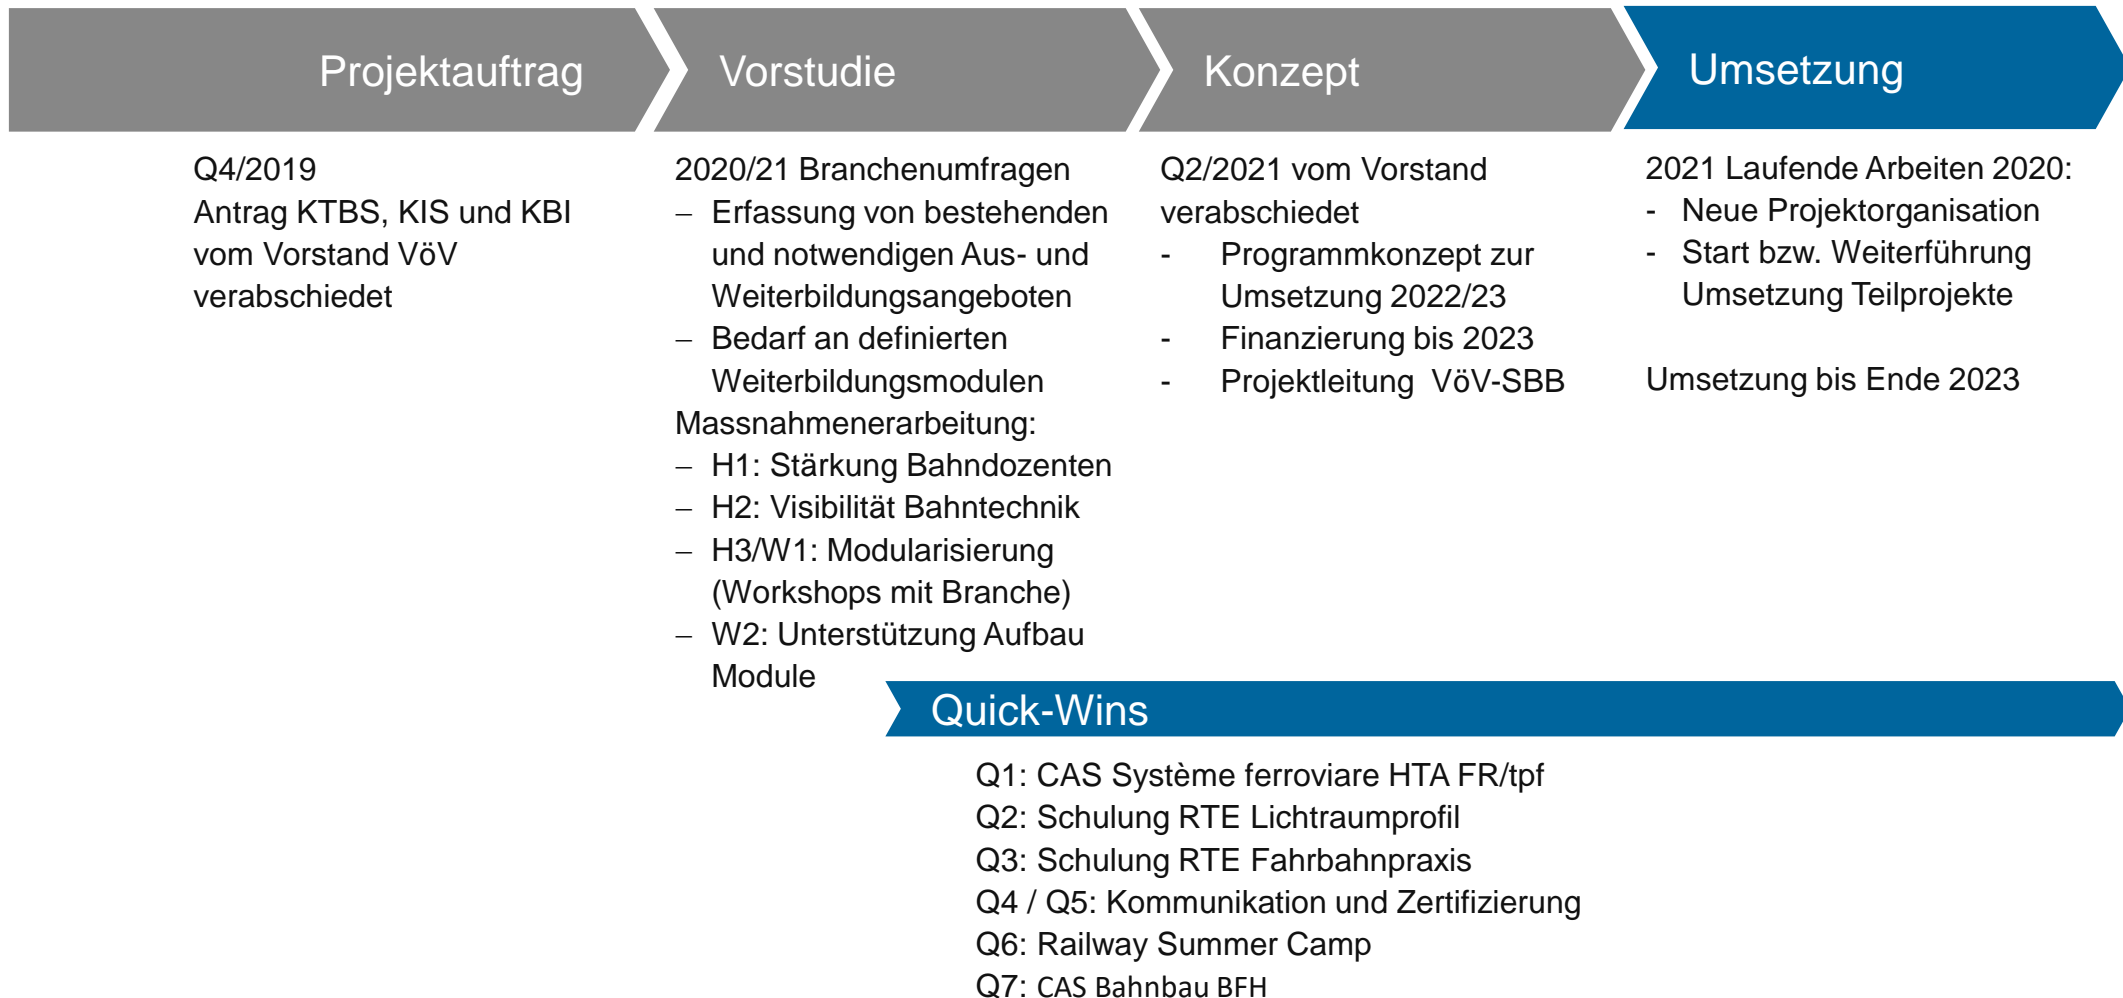 Projektauftrag
Vorstudie
Konzept
Umsetzung
Q4/2019
Antrag KTBS, KIS und KBI
vom Vorstand VöV
verabschiedet
2020/21 Branchenumfragen
– Erfassung von bestehenden
und notwendigen Aus- und
Weiterbildungsangeboten
– Bedarf an definierten
Weiterbildungsmodulen
Massnahmenerarbeitung:
– H1: Stärkung Bahndozenten
– H2: Visibilität Bahntechnik
– H3/W1: Modularisierung
(Workshops mit Branche)
– W2: Unterstützung Aufbau
Module
Q2/2021 vom Vorstand
verabschiedet
- Programmkonzept zur
Umsetzung 2022/23
- Finanzierung bis 2023
- Projektleitung VöV-SBB
2021 Laufende Arbeiten 2020:
- Neue Projektorganisation
- Start bzw. Weiterführung
Umsetzung Teilprojekte
Umsetzung bis Ende 2023
Quick-Wins
Q1: CAS Système ferroviare HTA FR/tpf
Q2: Schulung RTE Lichtraumprofil
Q3: Schulung RTE Fahrbahnpraxis
Q4 / Q5: Kommunikation und Zertifizierung
Q6: Railway Summer Camp
Q7: CAS Bahnbau BFH